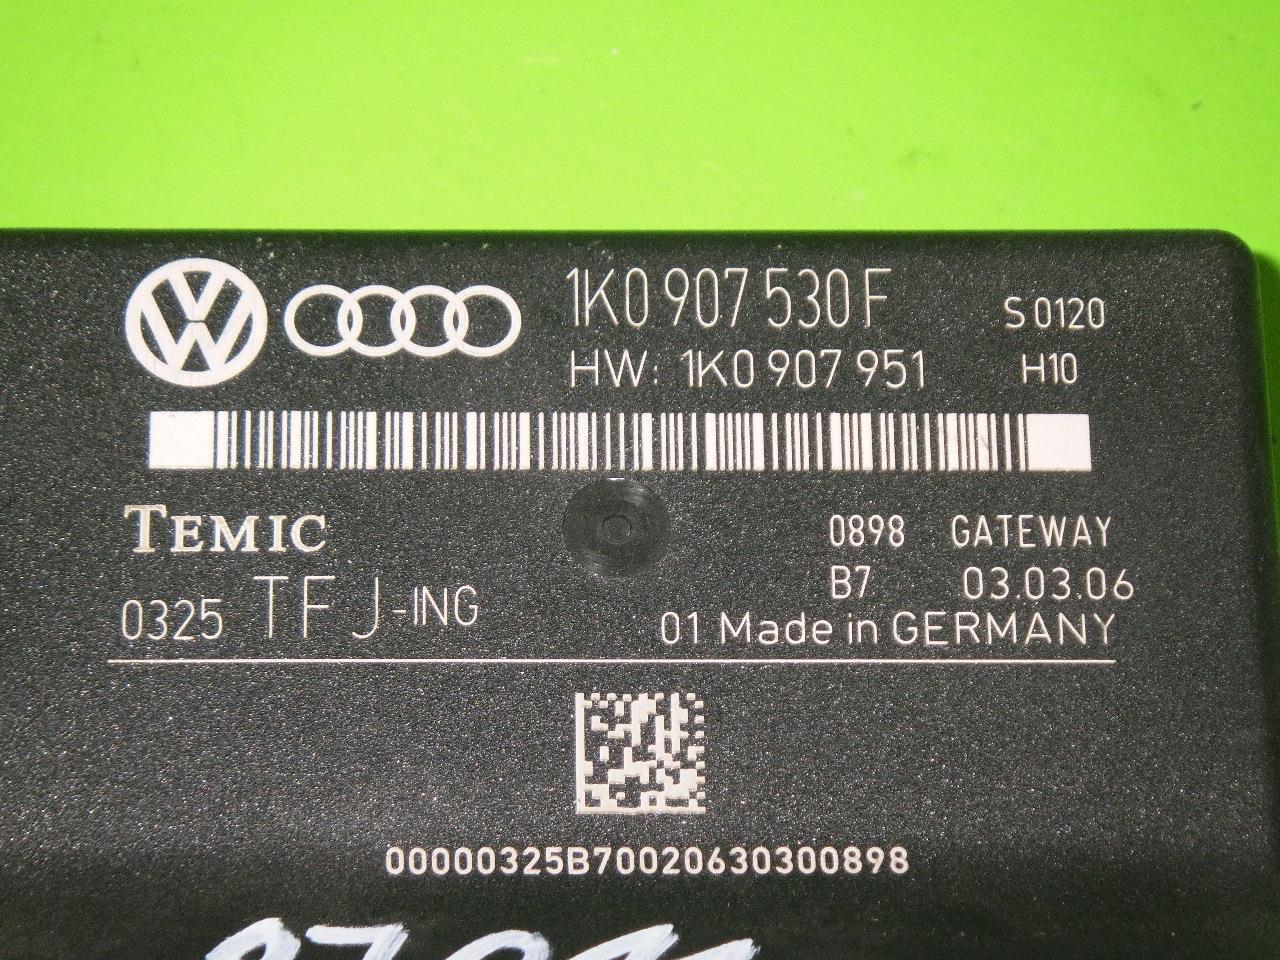 1K0 907 530 F S 0120
HW: 1K0 907 951 H10
TEMIC 0898 GATEWAY
B7 03.03.06
0325 TFJ-ING 01 Made in GERMANY
00000325B70020630300898